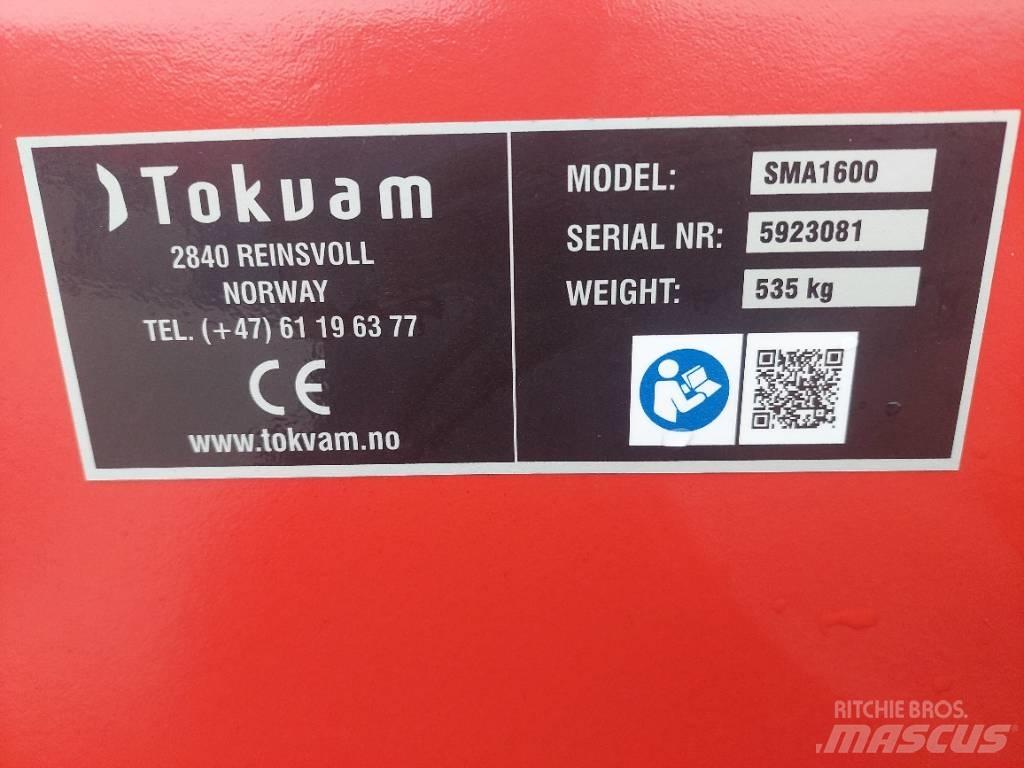 Tokvam
2840 REINSVOLL
NORWAY
TEL. (+47) 61 19 63 77
CE
www.tokvam.no
MODEL: SMA1600
SERIAL NR: 5923081
WEIGHT: 535 kg
RITCHIE BROS.
MASCUS